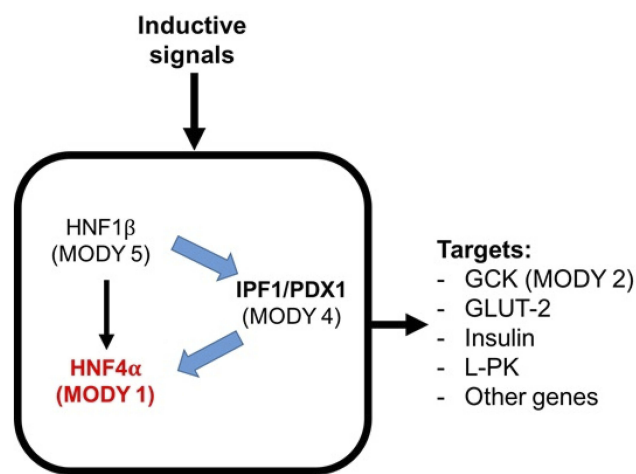 Inductive
signals
HNF1β
(MODY 5)
IPF1/PDX1
(MODY 4)
HNF4α
(MODY 1)
Targets:
- GCK (MODY 2)
- GLUT-2
- Insulin
- L-PK
- Other genes